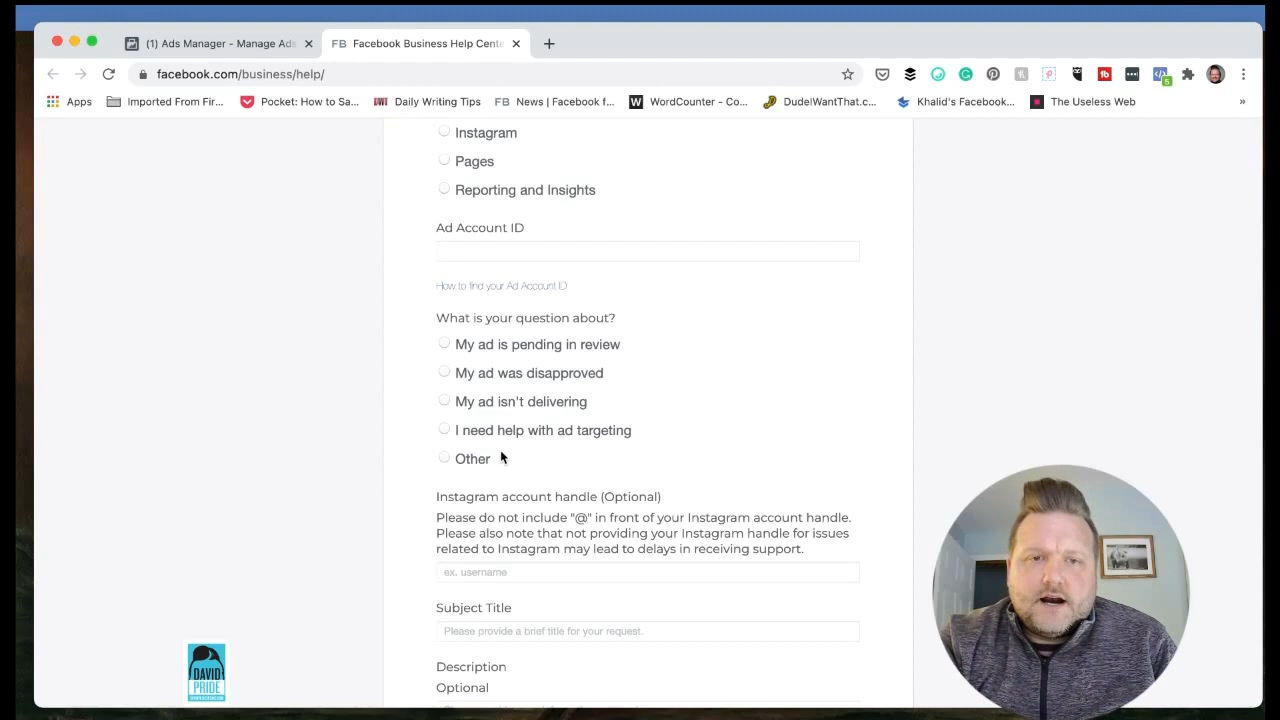 (1) Ads Manager - Manage Ads
FB Facebook Business Help Cente
facebook.com/business/help/
5
Apps
Imported From Fir...
Pocket: How to Sa...
Daily Writing Tips
FB News | Facebook f...
W WordCounter - Co...
Dude!WantThat.c...
Khalid's Facebook...
The Useless Web
»
Instagram
Pages
Reporting and Insights
Ad Account ID
How to find your Ad Account ID
What is your question about?
My ad is pending in review
My ad was disapproved
My ad isn't delivering
I need help with ad targeting
Other
Instagram account handle (Optional)
Please do not include "@" in front of your Instagram account handle.
Please also note that not providing your Instagram handle for issues
related to Instagram may lead to delays in receiving support.
ex. username
Subject Title
Please provide a brief title for your request.
Description
Optional
DAVID
PRIDE